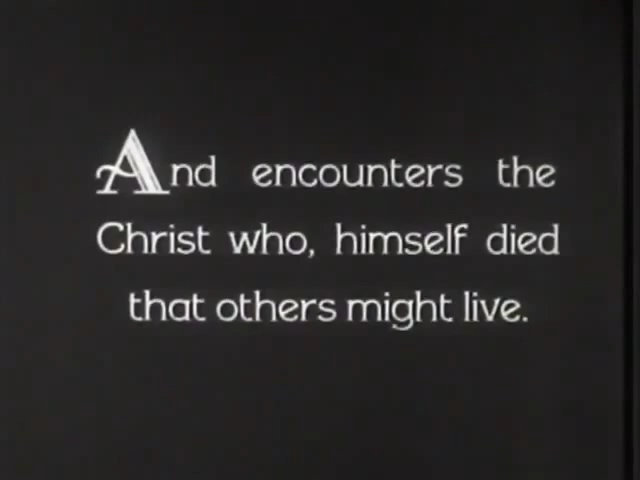 And encounters the
Christ who, himself died
that others might live.